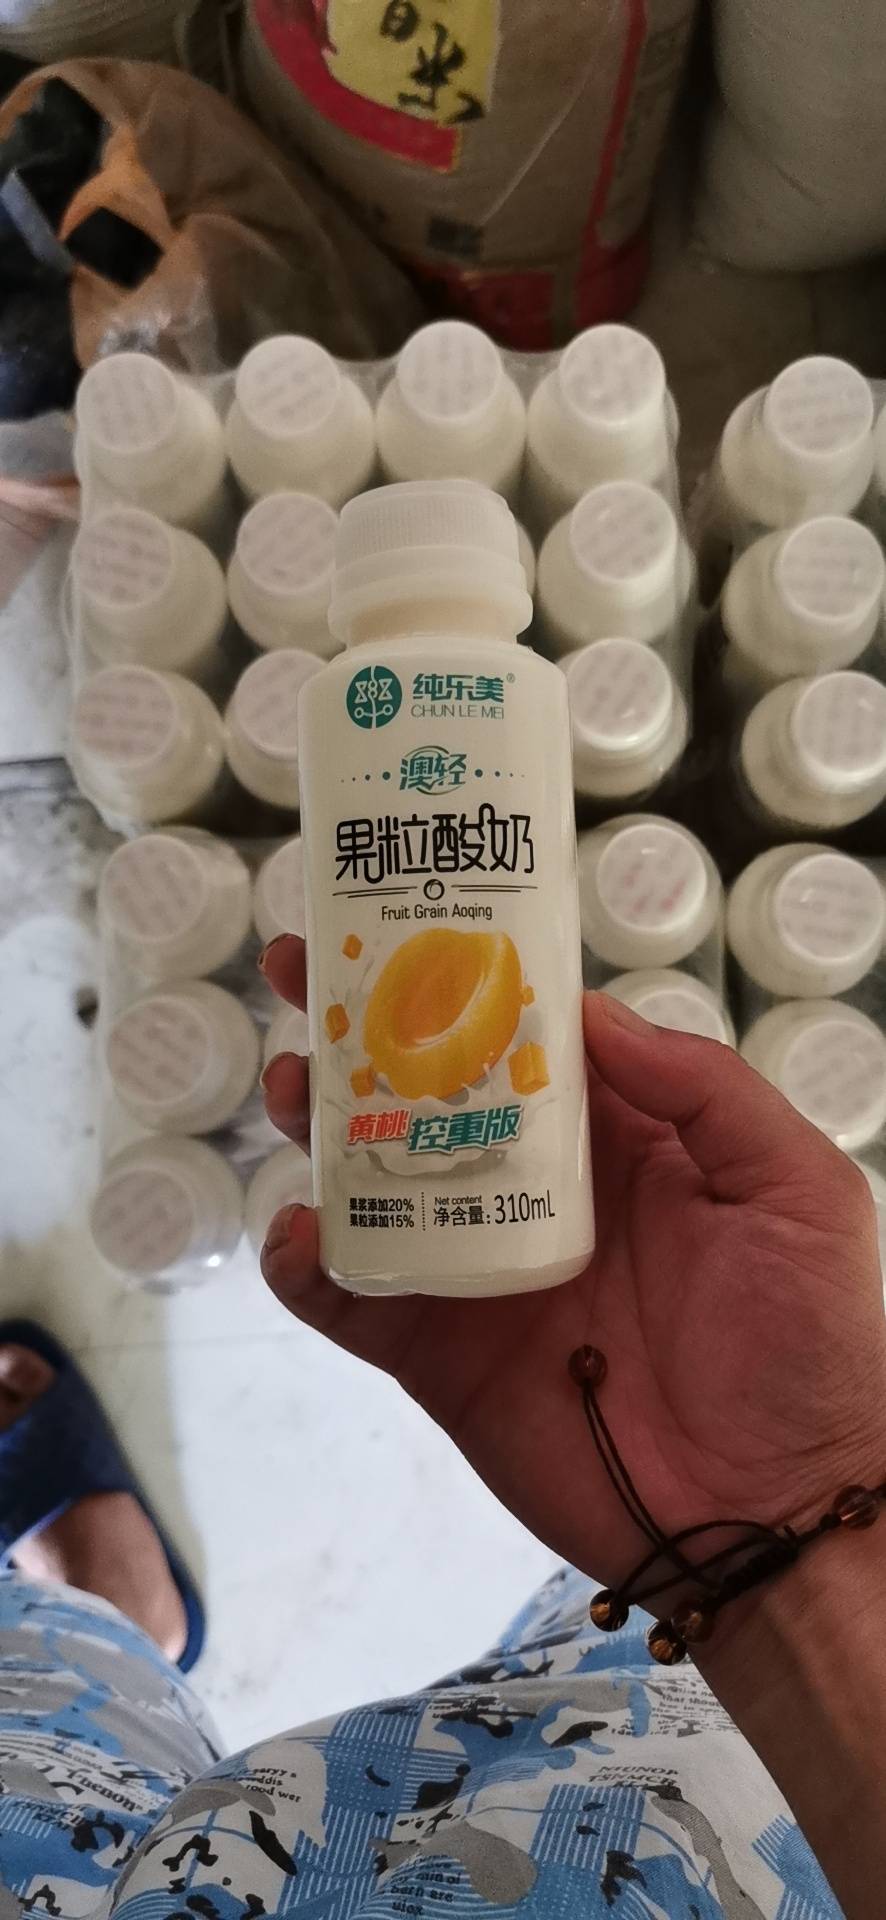 米
纯乐美®
CHUN LE MEI
澳轻
果粒酸奶
Fruit Grain Aoqing
黄桃控重版
果浆添加20%
果粒添加15%
Net content
净含量:310mL